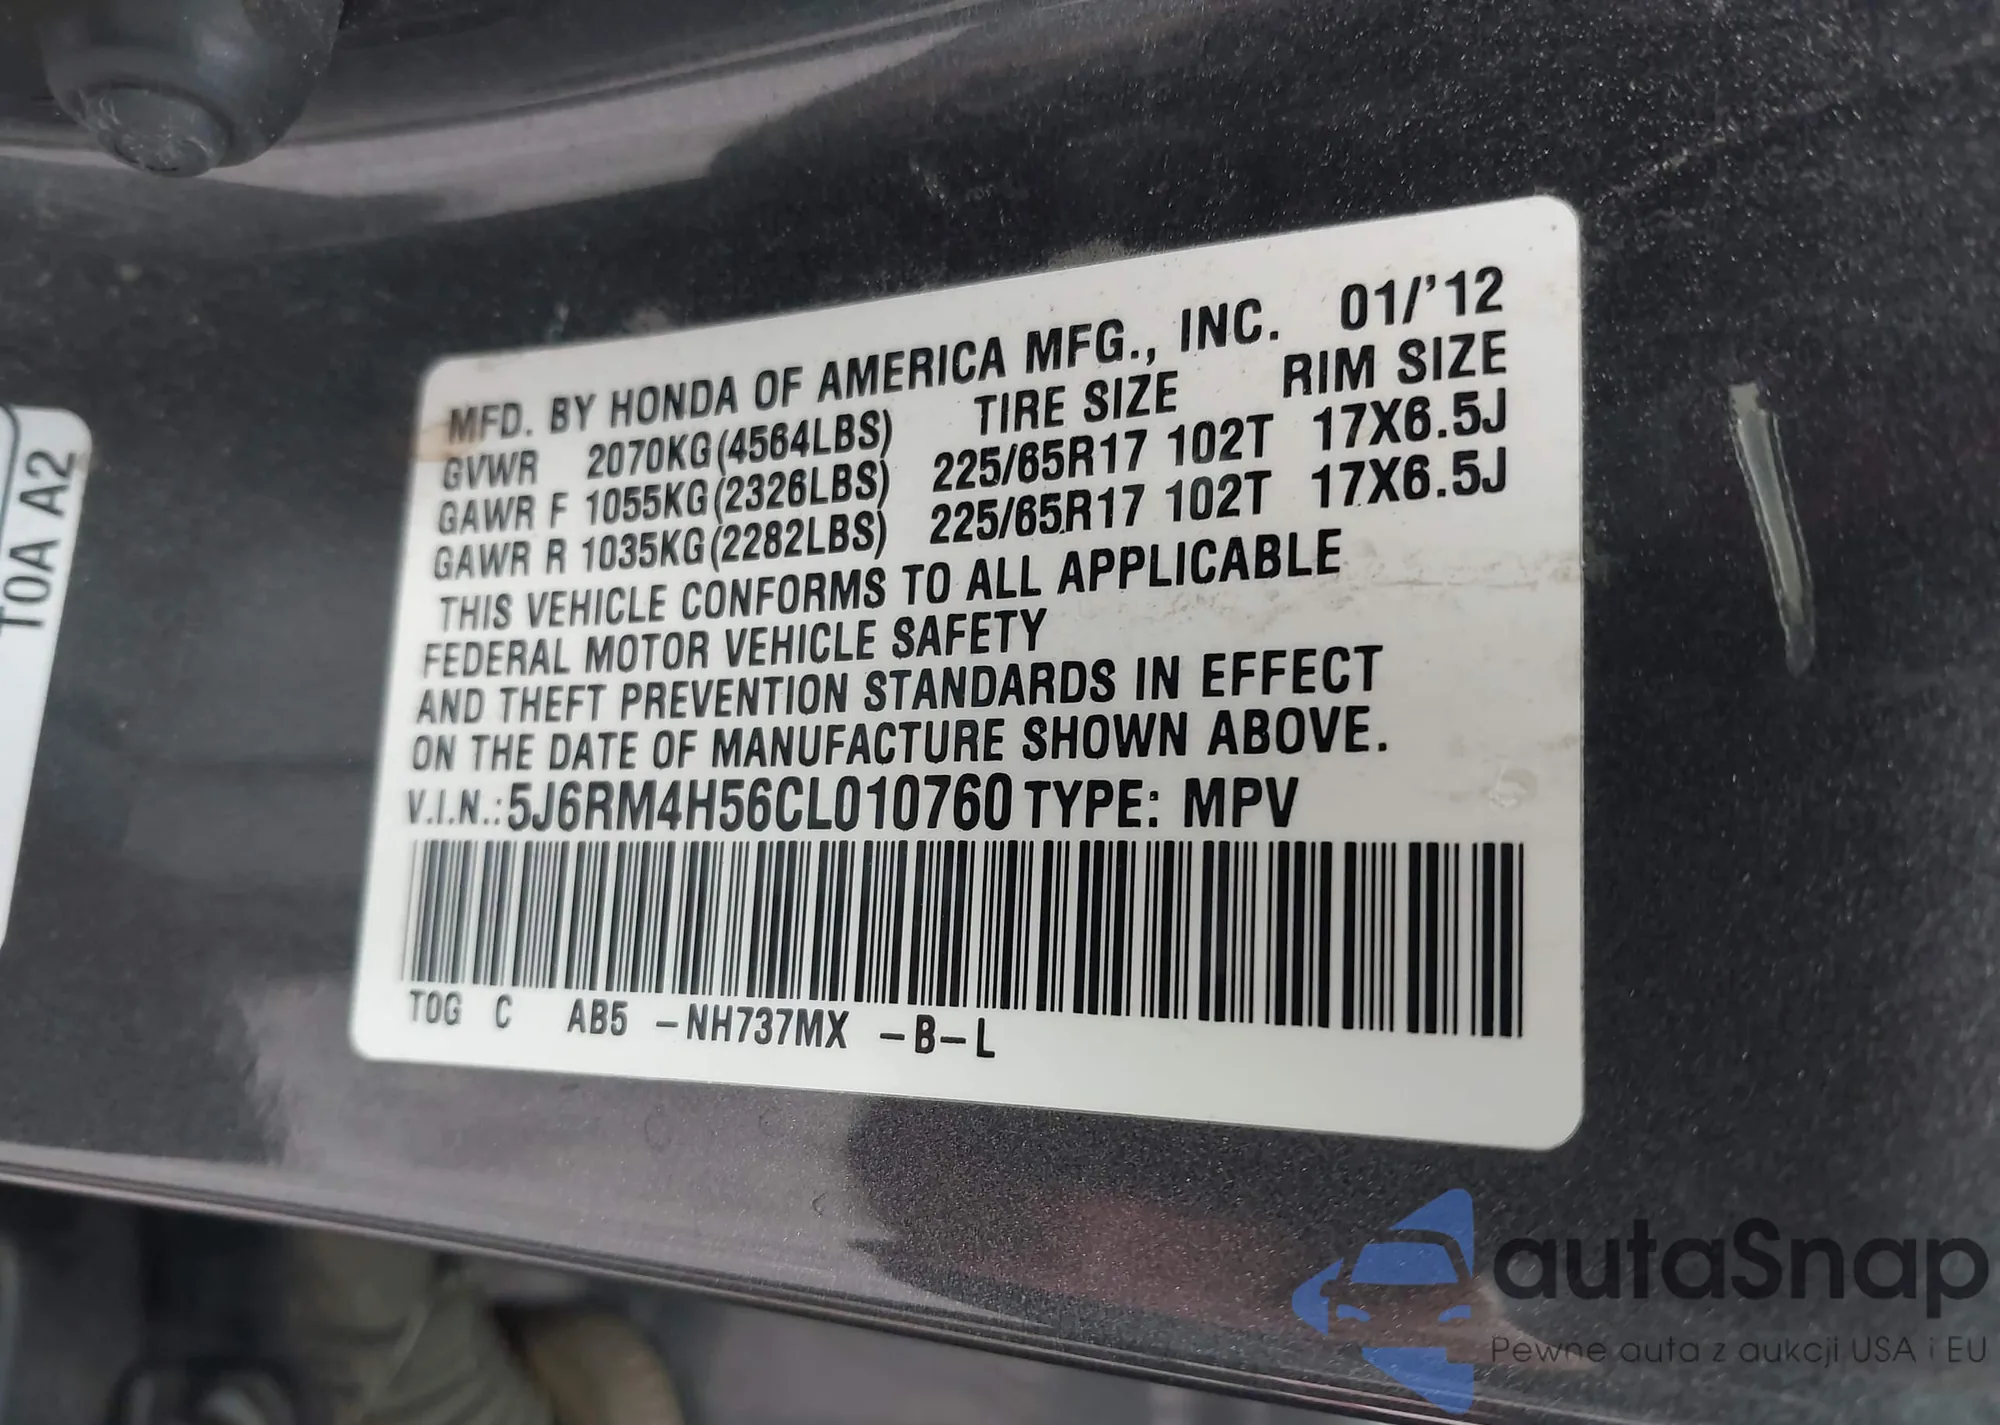 MFD. BY HONDA OF AMERICA MFG., INC. 01/'12
GVWR 2070KG(4564LBS) TIRE SIZE RIM SIZE
GAWR F 1055KG(2326LBS) 225/65R17 102T 17X6.5J
GAWR R 1035KG(2282LBS) 225/65R17 102T 17X6.5J
THIS VEHICLE CONFORMS TO ALL APPLICABLE
FEDERAL MOTOR VEHICLE SAFETY
AND THEFT PREVENTION STANDARDS IN EFFECT
ON THE DATE OF MANUFACTURE SHOWN ABOVE.
V.I.N.:5J6RM4H56CL010760 TYPE: MPV
T0G C AB5 -NH737MX -B-L
T0A A2
autaSnap
Pewne auta z aukcji USA i EU